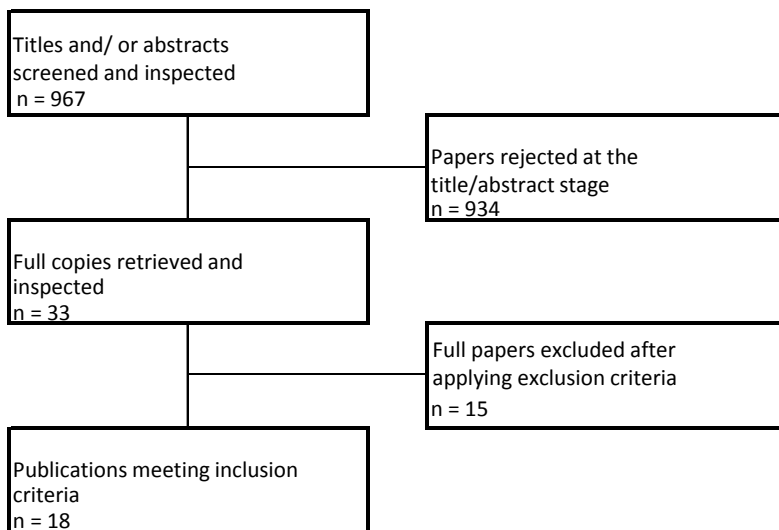 Titles and/ or abstracts
screened and inspected
n = 967
Papers rejected at the
title/abstract stage
n = 934
Full copies retrieved and
inspected
n = 33
Full papers excluded after
applying exclusion criteria
n = 15
Publications meeting inclusion
criteria
n = 18